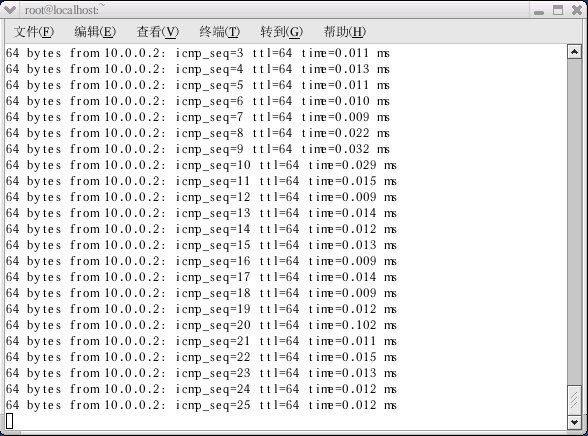 root@localhost:~
文件(F) 编辑(E) 查看(V) 终端(T) 转到(G) 帮助(H)
64 bytes from 10.0.0.2: icmp_seq=3 ttl=64 time=0.011 ms
64 bytes from 10.0.0.2: icmp_seq=4 ttl=64 time=0.013 ms
64 bytes from 10.0.0.2: icmp_seq=5 ttl=64 time=0.011 ms
64 bytes from 10.0.0.2: icmp_seq=6 ttl=64 time=0.010 ms
64 bytes from 10.0.0.2: icmp_seq=7 ttl=64 time=0.009 ms
64 bytes from 10.0.0.2: icmp_seq=8 ttl=64 time=0.022 ms
64 bytes from 10.0.0.2: icmp_seq=9 ttl=64 time=0.032 ms
64 bytes from 10.0.0.2: icmp_seq=10 ttl=64 time=0.029 ms
64 bytes from 10.0.0.2: icmp_seq=11 ttl=64 time=0.015 ms
64 bytes from 10.0.0.2: icmp_seq=12 ttl=64 time=0.009 ms
64 bytes from 10.0.0.2: icmp_seq=13 ttl=64 time=0.014 ms
64 bytes from 10.0.0.2: icmp_seq=14 ttl=64 time=0.012 ms
64 bytes from 10.0.0.2: icmp_seq=15 ttl=64 time=0.013 ms
64 bytes from 10.0.0.2: icmp_seq=16 ttl=64 time=0.009 ms
64 bytes from 10.0.0.2: icmp_seq=17 ttl=64 time=0.014 ms
64 bytes from 10.0.0.2: icmp_seq=18 ttl=64 time=0.009 ms
64 bytes from 10.0.0.2: icmp_seq=19 ttl=64 time=0.012 ms
64 bytes from 10.0.0.2: icmp_seq=20 ttl=64 time=0.102 ms
64 bytes from 10.0.0.2: icmp_seq=21 ttl=64 time=0.011 ms
64 bytes from 10.0.0.2: icmp_seq=22 ttl=64 time=0.015 ms
64 bytes from 10.0.0.2: icmp_seq=23 ttl=64 time=0.013 ms
64 bytes from 10.0.0.2: icmp_seq=24 ttl=64 time=0.012 ms
64 bytes from 10.0.0.2: icmp_seq=25 ttl=64 time=0.012 ms